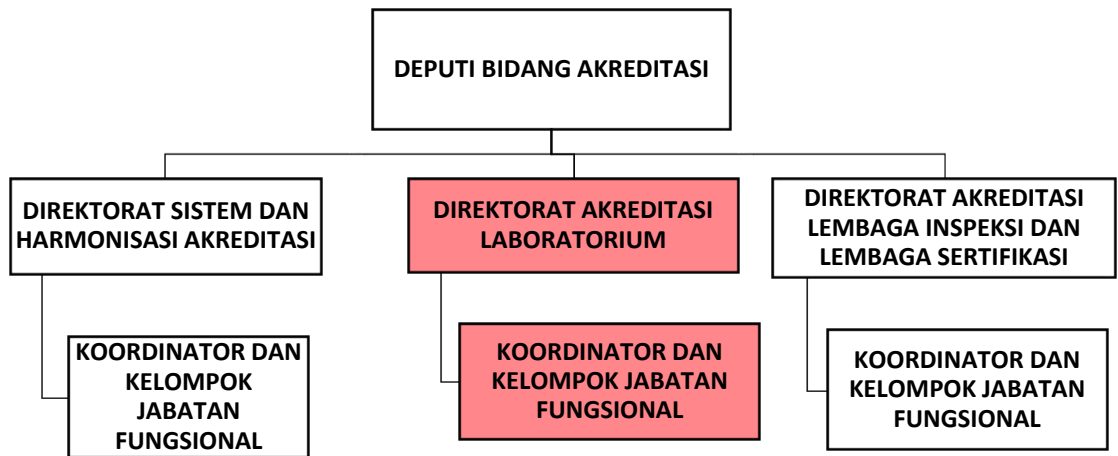 DEPUTI BIDANG AKREDITASI
DIREKTORAT SISTEM DAN
HARMONISASI AKREDITASI
DIREKTORAT AKREDITASI
LABORATORIUM
DIREKTORAT AKREDITASI
LEMBAGA INSPEKSI DAN
LEMBAGA SERTIFIKASI
KOORDINATOR DAN
KELOMPOK
JABATAN
FUNGSIONAL
KOORDINATOR DAN
KELOMPOK JABATAN
FUNGSIONAL
KOORDINATOR DAN
KELOMPOK JABATAN
FUNGSIONAL